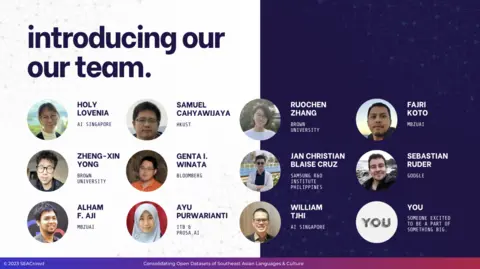 introducing our
our team.
HOLY
LOVENIA
AI SINGAPORE
SAMUEL
CAHYAWIJAYA
HKUST
RUOCHEN
ZHANG
BROWN
UNIVERSITY
FAJRI
KOTO
MBZUAI
ZHENG-XIN
YONG
BROWN
UNIVERSITY
GENTA I.
WINATA
BLOOMBERG
JAN CHRISTIAN
BLAISE CRUZ
SAMSUNG R&D
INSTITUTE
PHILIPPINES
SEBASTIAN
RUDER
GOOGLE
ALHAM
F. AJI
MBZUAI
AYU
PURWARIANTI
ITB &
PROSA.AI
WILLIAM
TJHI
AI SINGAPORE
YOU
YOU
SOMEONE EXCITED
TO BE A PART OF
SOMETHING BIG.
© 2023 SEACrowd
Consolidating Open Datasets of Southeast Asian Languages & Culture